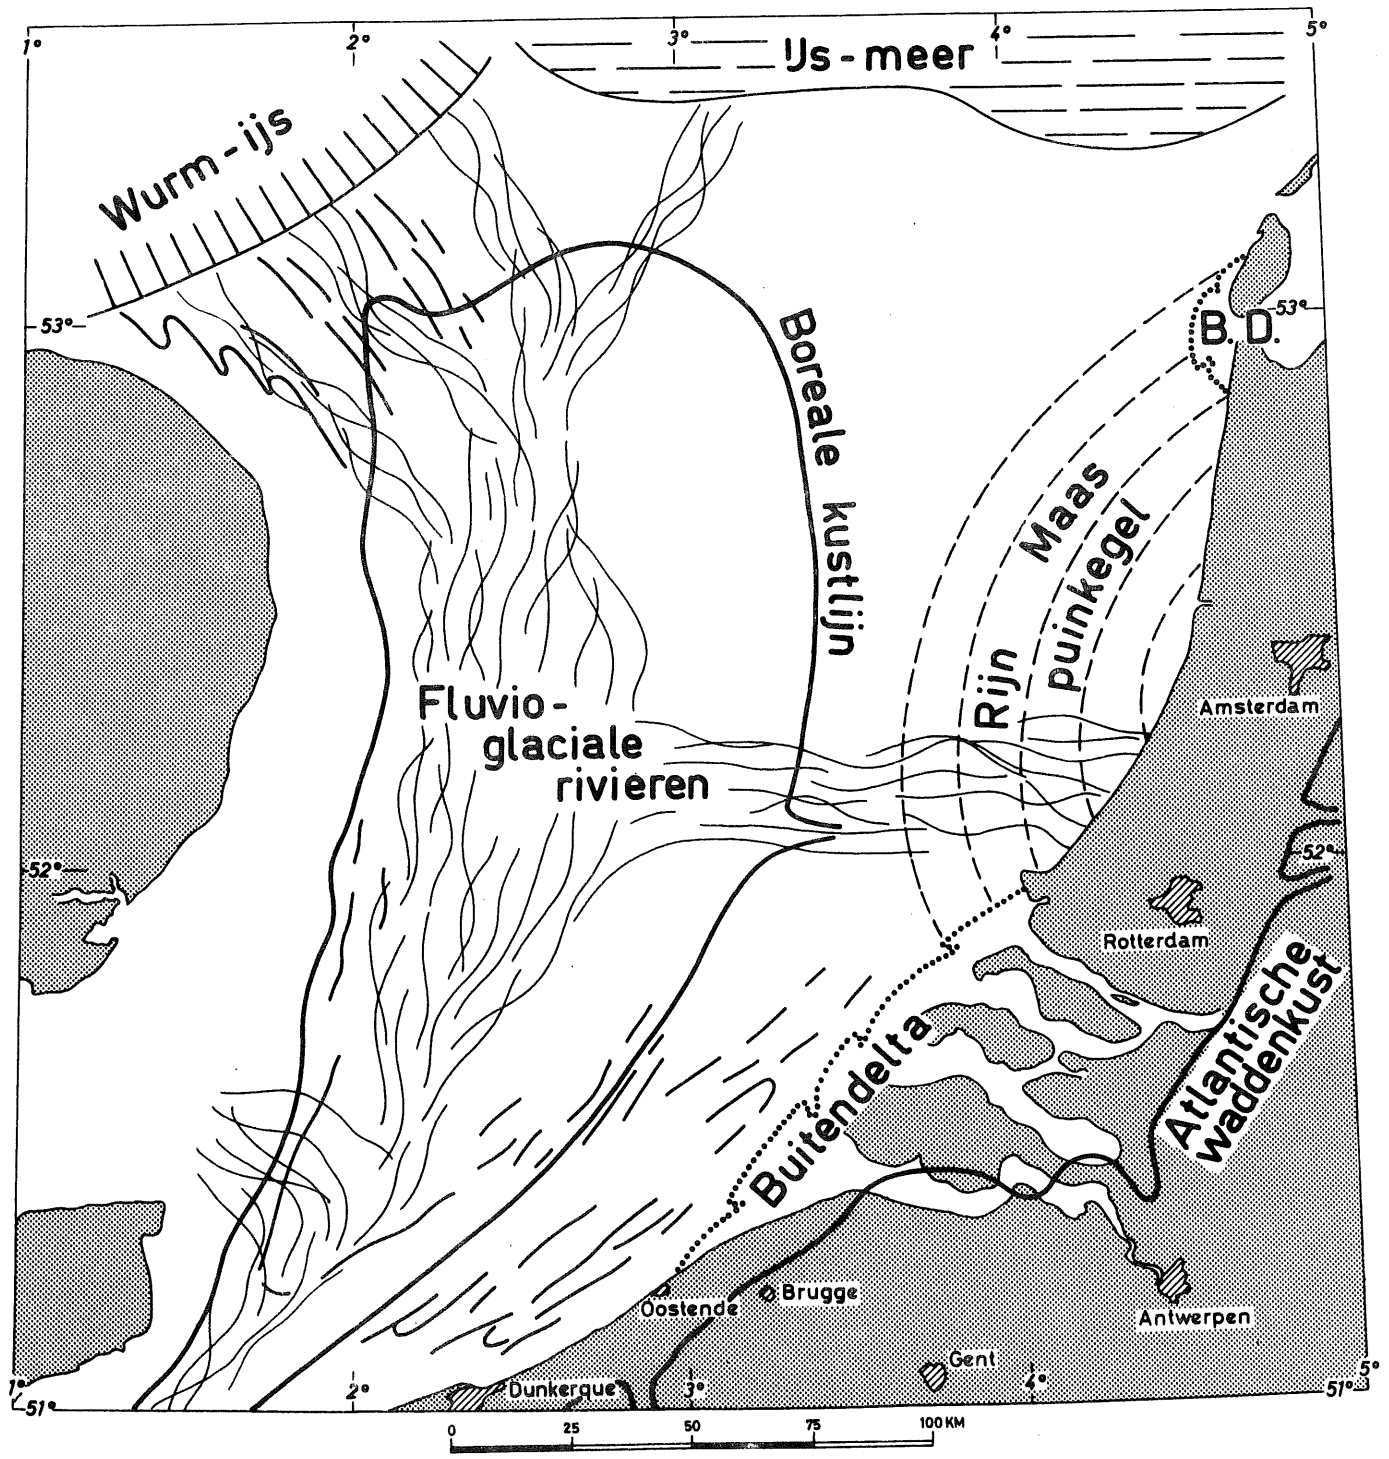 1° 2° 3° 4° 5°
IJs-meer
Wurm-ijs
53° 53°
B.D.
Boreale kustlijn
Rijn Maas
puinkegel
Amsterdam
Fluvio-
glaciale
rivieren
52° 52°
Rotterdam
Atlantische
waddenkust
Buitendelta
Oostende
Brugge
Antwerpen
Gent
Dunkerque
1° 2° 3° 4° 5°
51° 51°
0 25 50 75 100 KM